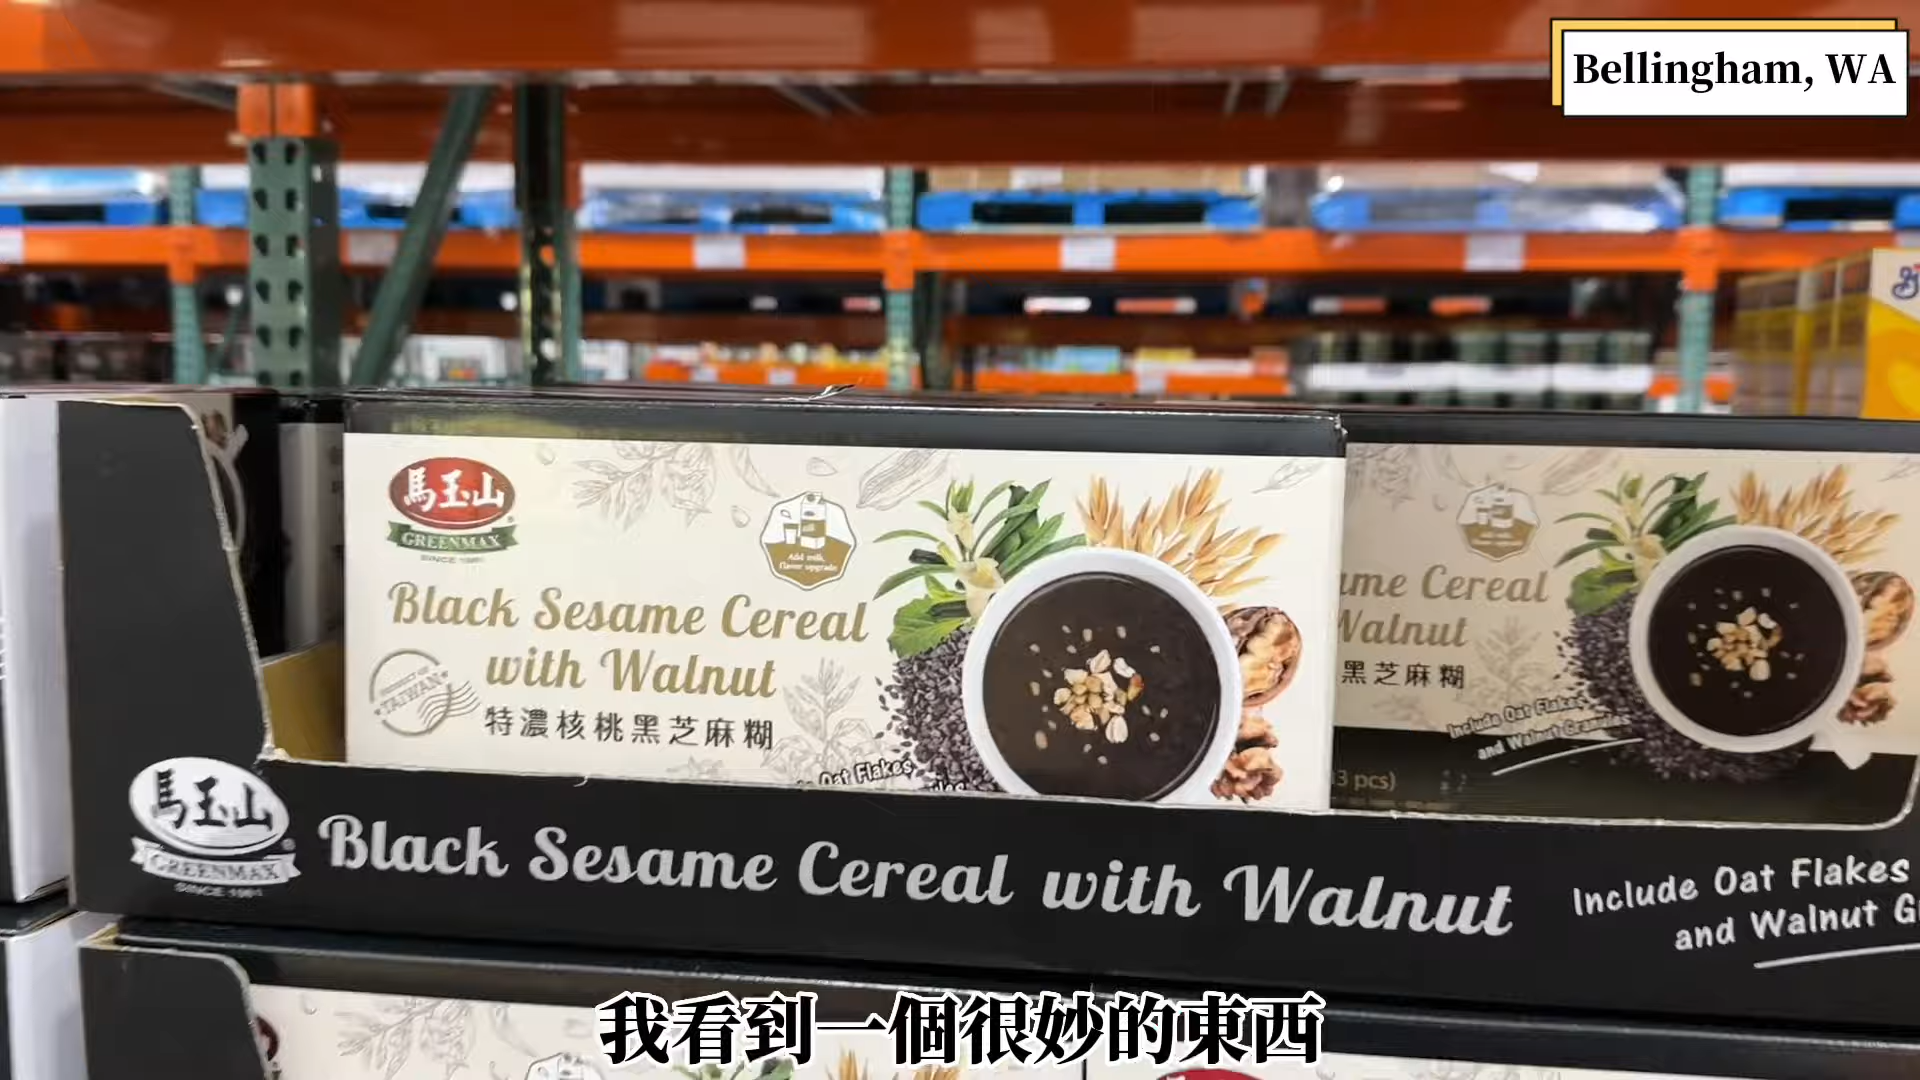 Bellingham, WA
馬玉山
GREENMAX
SINCE 1981
Add milk,
flavor upgrade
Black Sesame Cereal
with Walnut
PRODUCT OF
TAIWAN
特濃核桃黑芝麻糊
Oat Flakes
me Cereal
Walnut
黑芝麻糊
Include Oat Flakes
and Walnut Granules
3 pcs)
馬玉山
GREENMAX
SINCE 1981
Black Sesame Cereal with Walnut
Include Oat Flakes
and Walnut G
我看到一個很妙的東西